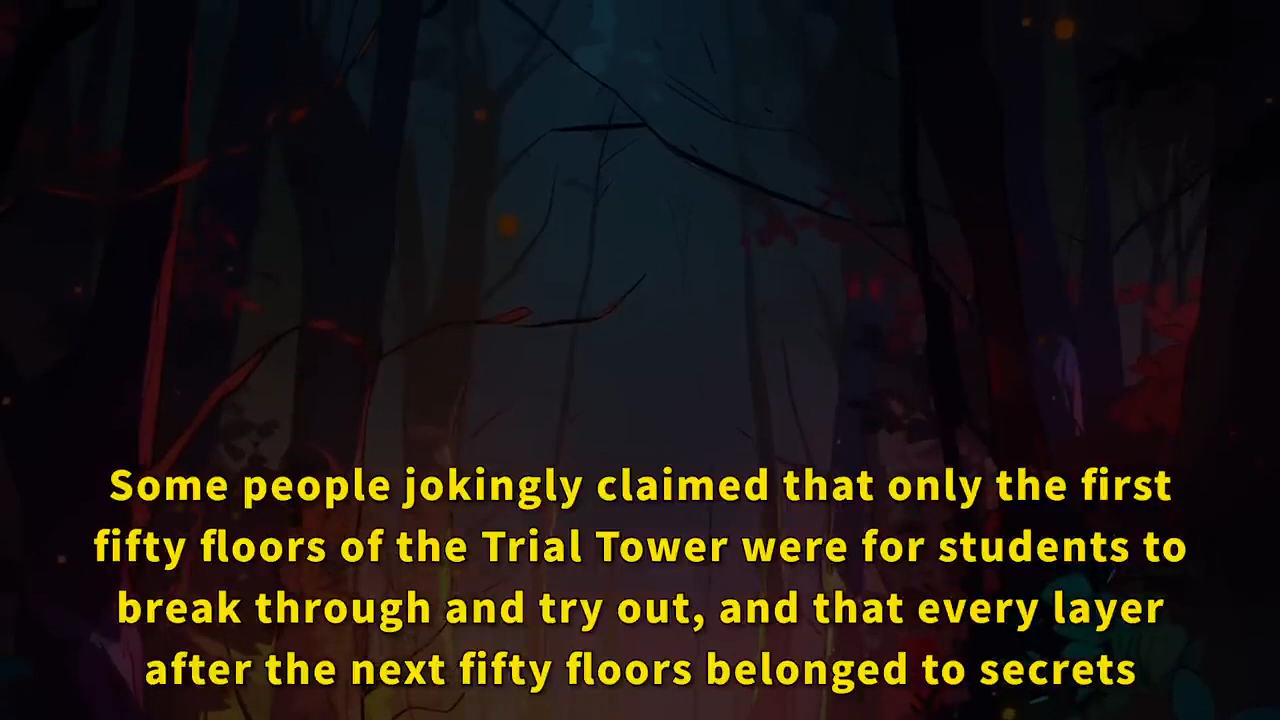 Some people jokingly claimed that only the first
fifty floors of the Trial Tower were for students to
break through and try out, and that every layer
after the next fifty floors belonged to secrets